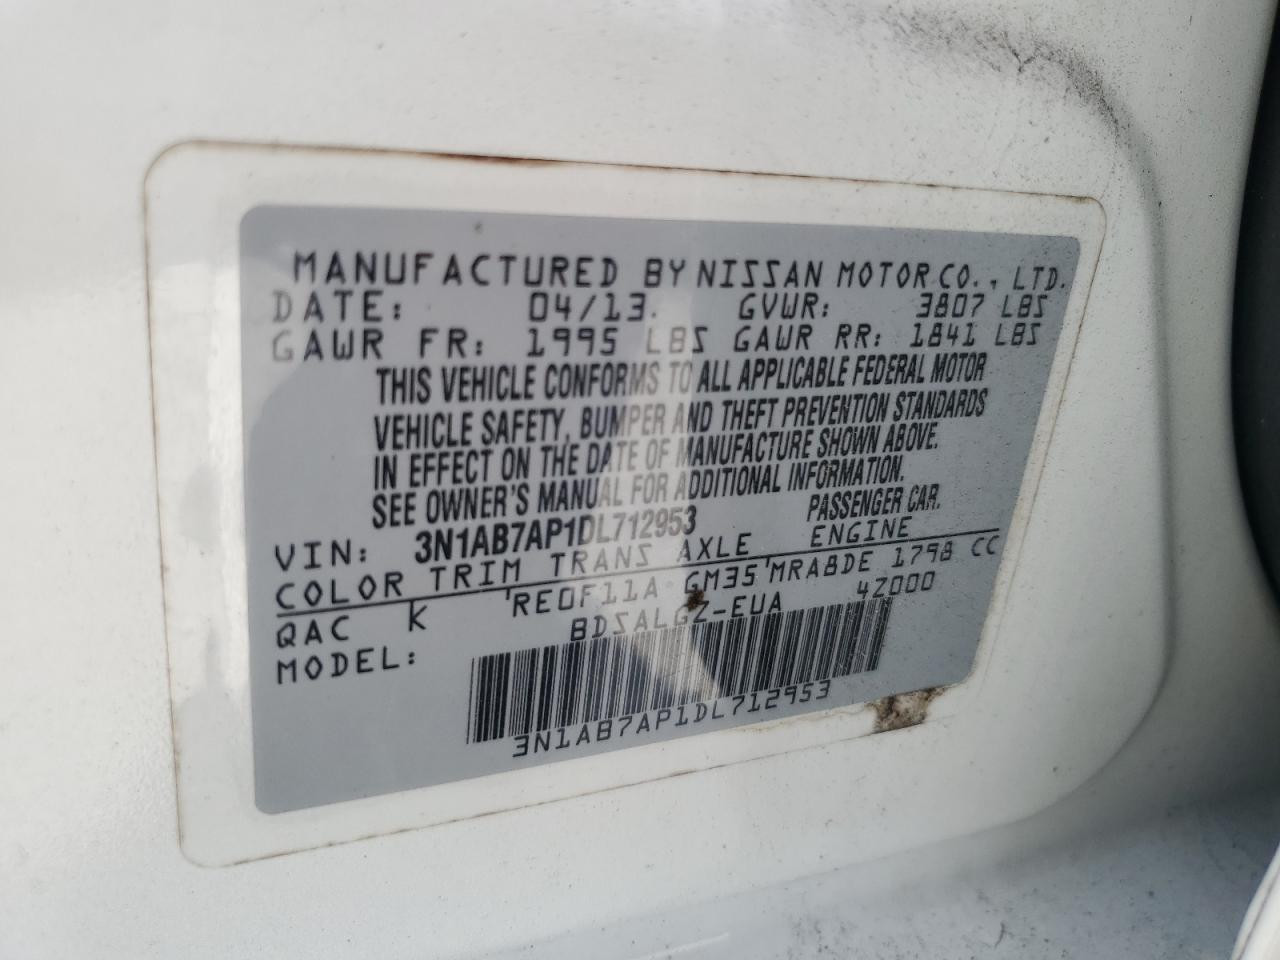 MANUFACTURED BY NISSAN MOTOR CO., LTD.
DATE: 04/13. GVWR: 3807 LBS
GAWR FR: 1995 LBS GAWR RR: 1841 LBS
THIS VEHICLE CONFORMS TO ALL APPLICABLE FEDERAL MOTOR
VEHICLE SAFETY, BUMPER AND THEFT PREVENTION STANDARDS
IN EFFECT ON THE DATE OF MANUFACTURE SHOWN ABOVE.
SEE OWNER'S MANUAL FOR ADDITIONAL INFORMATION.
VIN: 3N1AB7AP1DL712953 PASSENGER CAR.
COLOR TRIM TRANS AXLE ENGINE
QAC K RE0F11A GM35 MRA8DE 1798 CC
MODEL: BDSALGZ-EUA 4Z000
3N1AB7AP1DL712953